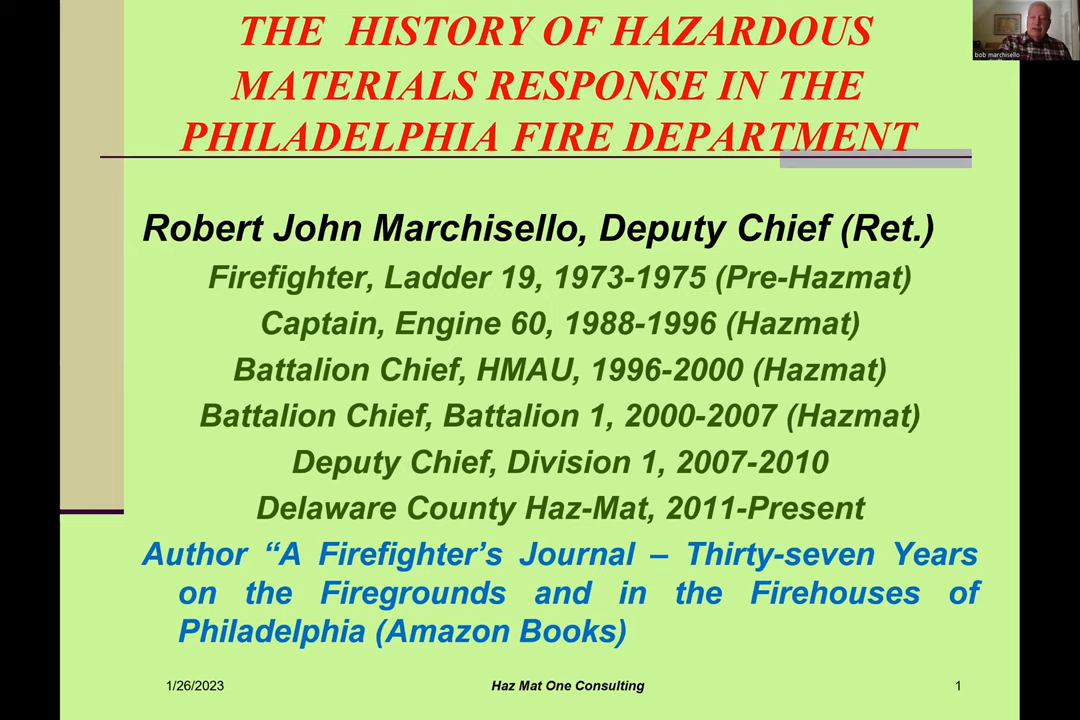 THE HISTORY OF HAZARDOUS
MATERIALS RESPONSE IN THE
PHILADELPHIA FIRE DEPARTMENT
bob marchisello
Robert John Marchisello, Deputy Chief (Ret.)
Firefighter, Ladder 19, 1973-1975 (Pre-Hazmat)
Captain, Engine 60, 1988-1996 (Hazmat)
Battalion Chief, HMAU, 1996-2000 (Hazmat)
Battalion Chief, Battalion 1, 2000-2007 (Hazmat)
Deputy Chief, Division 1, 2007-2010
Delaware County Haz-Mat, 2011-Present
Author “A Firefighter’s Journal – Thirty-seven Years
on the Firegrounds and in the Firehouses of
Philadelphia (Amazon Books)
1/26/2023 Haz Mat One Consulting 1